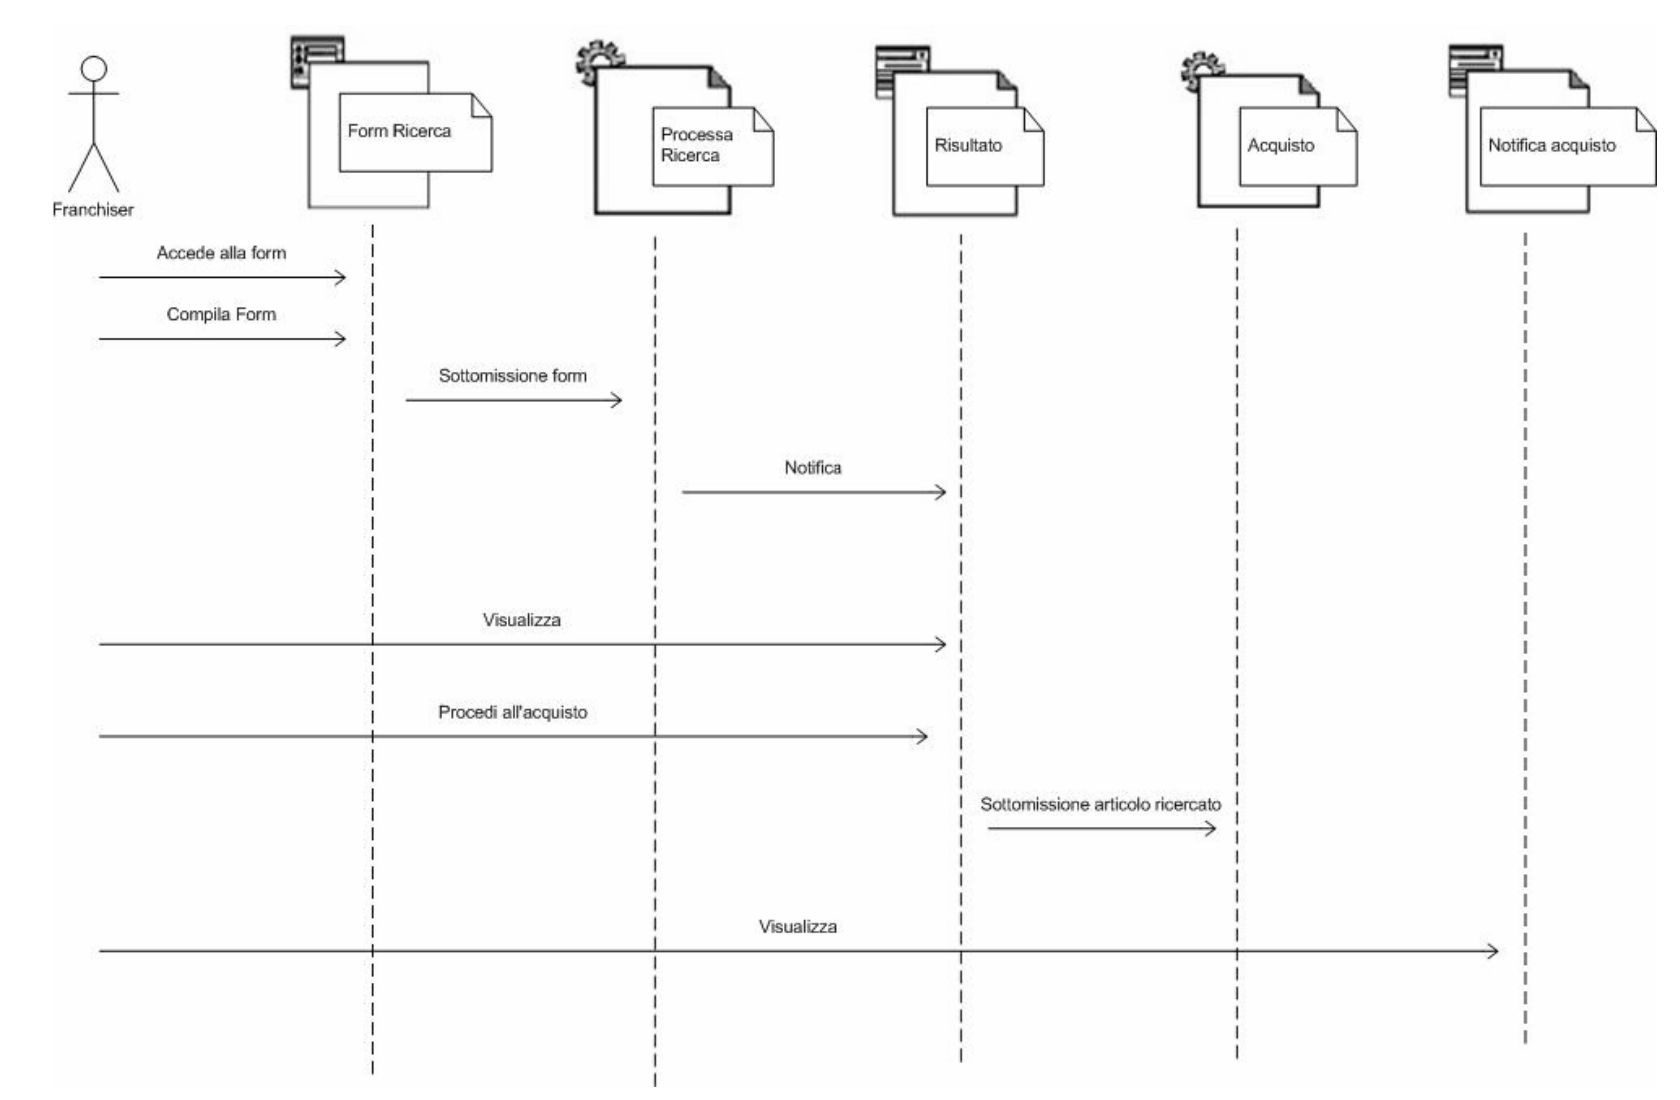 Form Ricerca
Processa
Ricerca
Risultato
Acquisto
Notifica acquisto
Franchiser
Accede alla form
Compila Form
Sottomissione form
Notifica
Visualizza
Procedi all'acquisto
Sottomissione articolo ricercato
Visualizza